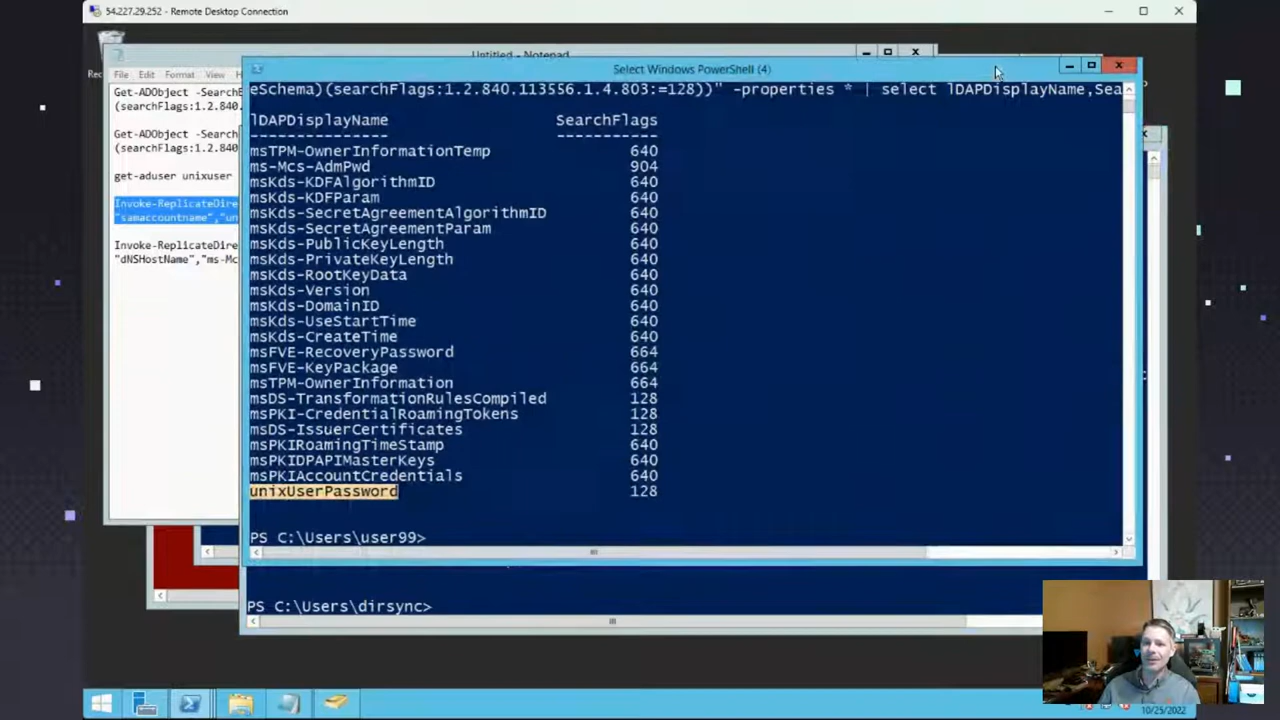 54.227.29.252 - Remote Desktop Connection
Untitled - Notepad
File Edit Format View
Get-ADObject -SearchB
(searchFlags:1.2.840.
Get-ADObject -SearchB
(searchFlags:1.2.840.
get-aduser unixuser
Invoke-ReplicateDire
"samaccountname","un
Invoke-ReplicateDire
"dNSHostName","ms-Mc
Select Windows PowerShell (4)
eSchema)(searchFlags:1.2.840.113556.1.4.803:=128))" -properties * | select lDAPDisplayName,Sea
lDAPDisplayName SearchFlags
--------------- -----------
msTPM-OwnerInformationTemp 640
ms-Mcs-AdmPwd 904
msKds-KDFAlgorithmID 640
msKds-KDFParam 640
msKds-SecretAgreementAlgorithmID 640
msKds-SecretAgreementParam 640
msKds-PublicKeyLength 640
msKds-PrivateKeyLength 640
msKds-RootKeyData 640
msKds-Version 640
msKds-DomainID 640
msKds-UseStartTime 640
msKds-CreateTime 640
msFVE-RecoveryPassword 664
msFVE-KeyPackage 664
msTPM-OwnerInformation 664
msDS-TransformationRulesCompiled 128
msPKI-CredentialRoamingTokens 128
msDS-IssuerCertificates 128
msPKIRoamingTimeStamp 640
msPKIDPAPIMasterKeys 640
msPKIAccountCredentials 640
unixUserPassword 128
PS C:\Users\user99>
PS C:\Users\dirsync>
10/25/2022